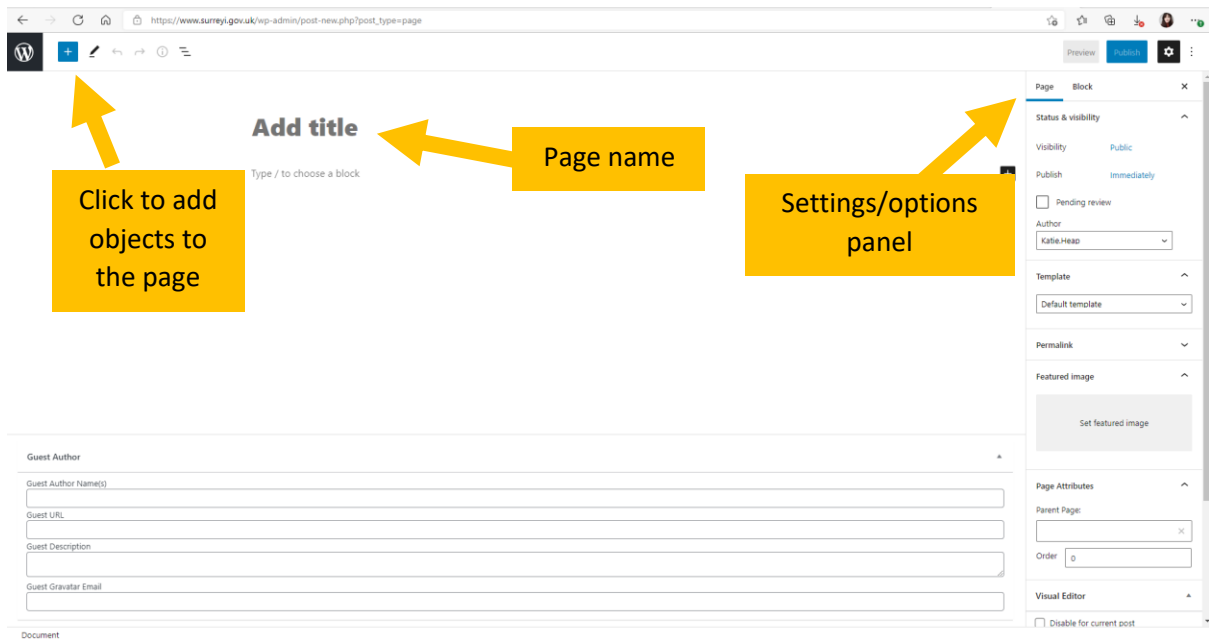 https://www.surreyi.gov.uk/wp-admin/post-new.php?post_type=page
Preview
Publish
Add title
Type / to choose a block
Click to add
objects to
the page
Page name
Settings/options
panel
Page
Block
Status & visibility
Visibility
Public
Publish
Immediately
Pending review
Author
Katie.Heap
Template
Default template
Permalink
Featured image
Set featured image
Page Attributes
Parent Page:
Order
0
Visual Editor
Disable for current post
Guest Author
Guest Author Name(s)
Guest URL
Guest Description
Guest Gravatar Email
Document